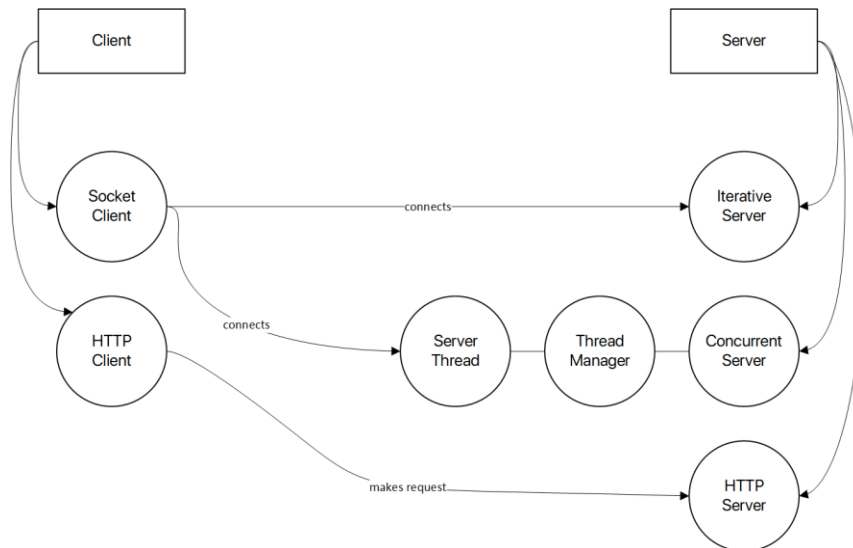 Client
Server
Socket
Client
connects
Iterative
Server
connects
HTTP
Client
Server
Thread
Thread
Manager
Concurrent
Server
makes request
HTTP
Server